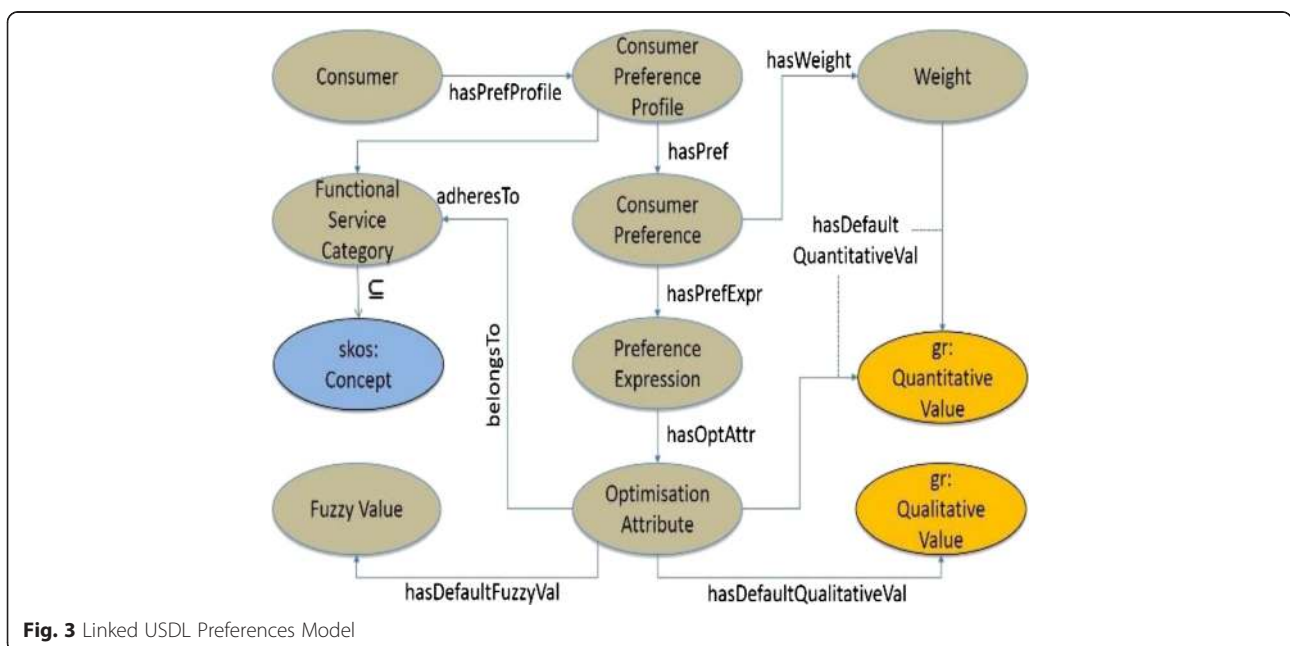 Consumer
hasPrefProfile
Consumer
Preference
Profile
hasWeight
Weight
hasPref
Functional
Service
Category
adheresTo
Consumer
Preference
hasDefault
QuantitativeVal
⊆
hasPrefExpr
skos:
Concept
belongsTo
Preference
Expression
gr:
Quantitative
Value
hasOptAttr
Fuzzy Value
Optimisation
Attribute
gr:
Qualitative
Value
hasDefaultFuzzyVal
hasDefaultQualitativeVal
Fig. 3 Linked USDL Preferences Model